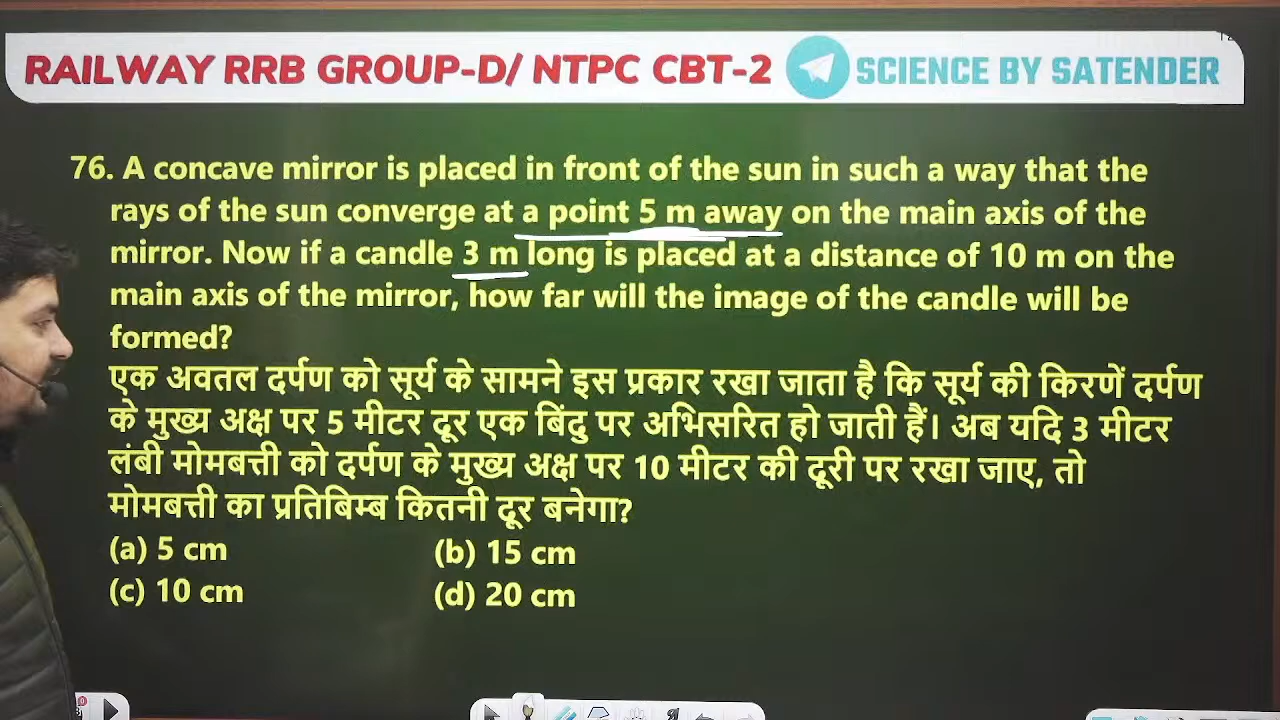 RAILWAY RRB GROUP-D/ NTPC CBT-2 SCIENCE BY SATENDER
76. A concave mirror is placed in front of the sun in such a way that the
rays of the sun converge at a point 5 m away on the main axis of the
mirror. Now if a candle 3 m long is placed at a distance of 10 m on the
main axis of the mirror, how far will the image of the candle will be
formed?
एक अवतल दर्पण को सूर्य के सामने इस प्रकार रखा जाता है कि सूर्य की किरणें दर्पण
के मुख्य अक्ष पर 5 मीटर दूर एक बिंदु पर अभिसरित हो जाती हैं। अब यदि 3 मीटर
लंबी मोमबत्ती को दर्पण के मुख्य अक्ष पर 10 मीटर की दूरी पर रखा जाए, तो
मोमबत्ती का प्रतिबिम्ब कितनी दूर बनेगा?
(a) 5 cm (b) 15 cm
(c) 10 cm (d) 20 cm